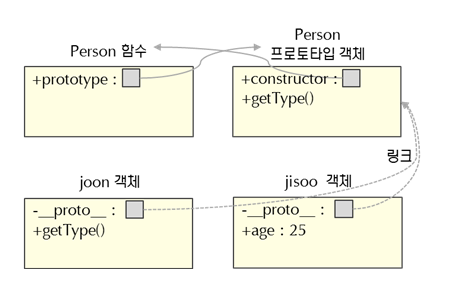 Person 함수
Person
프로토타입 객체
+prototype :
+constructor :
+getType()
링크
joon 객체
jisoo 객체
-__proto__ :
+getType()
-__proto__ :
+age : 25